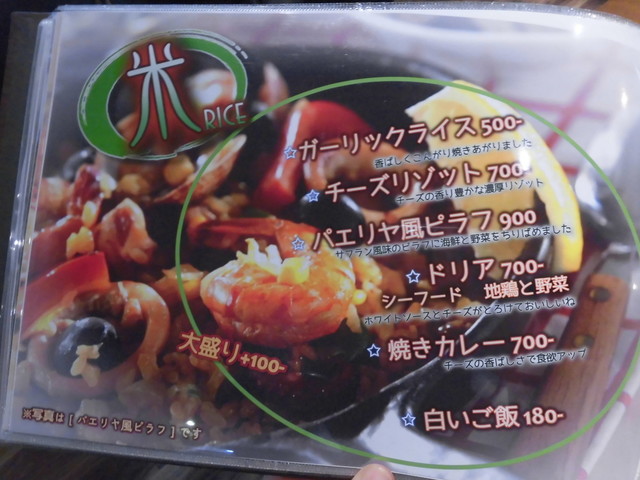 米
RICE
☆ガーリックライス 500-
香ばしくこんがり焼きあがりました
☆チーズリゾット 700-
チーズの香り豊かな濃厚リゾット
☆パエリヤ風ピラフ 900
サフラン風味のピラフに海鮮と野菜をちりばめました
☆ドリア 700-
シーフード 地鶏と野菜
ホワイトソースとチーズがとろけておいしいね
大盛り+100-
☆焼きカレー 700-
チーズの香ばしさで食欲アップ
☆白いご飯 180-
※写真は[パエリヤ風ピラフ]です